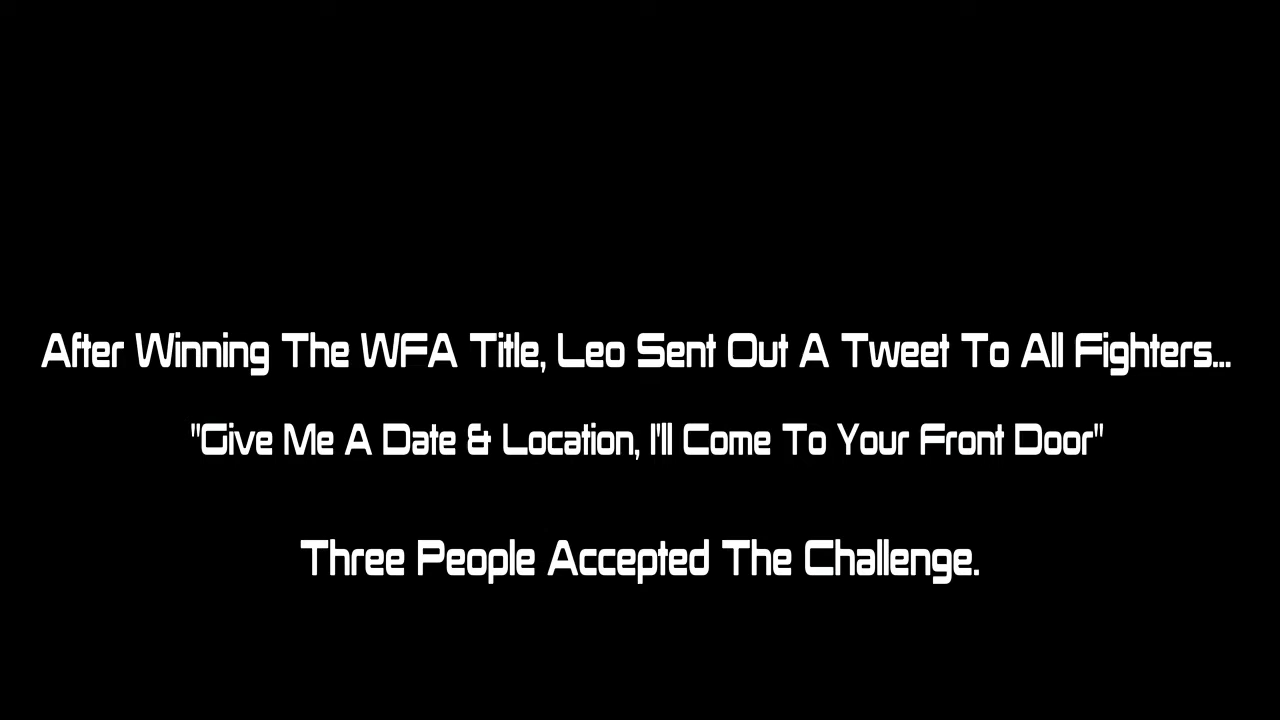 After Winning The WFA Title, Leo Sent Out A Tweet To All Fighters...
"Give Me A Date & Location, I'll Come To Your Front Door"
Three People Accepted The Challenge.